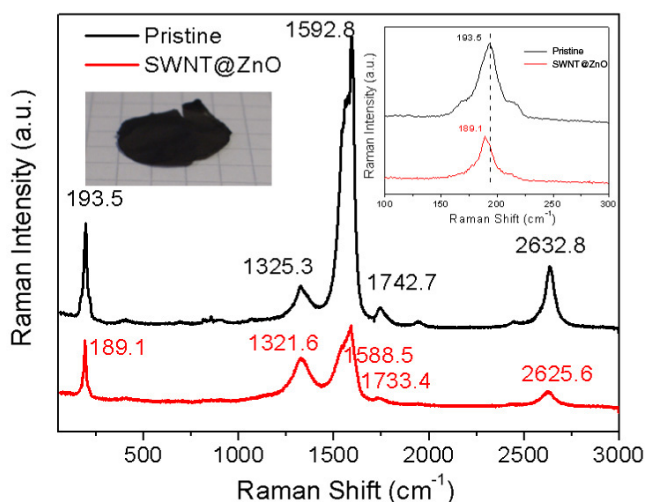 Pristine
SWNT@ZnO
1592.8
193.5
1325.3
1742.7
2632.8
189.1
1321.6
1588.5
1733.4
2625.6
Raman Intensity (a.u.)
500 1000 1500 2000 2500 3000
Raman Shift (cm⁻¹)
193.5
Pristine
SWNT@ZnO
189.1
Raman Intensity (a.u.)
100 150 200 250 300
Raman Shift (cm⁻¹)